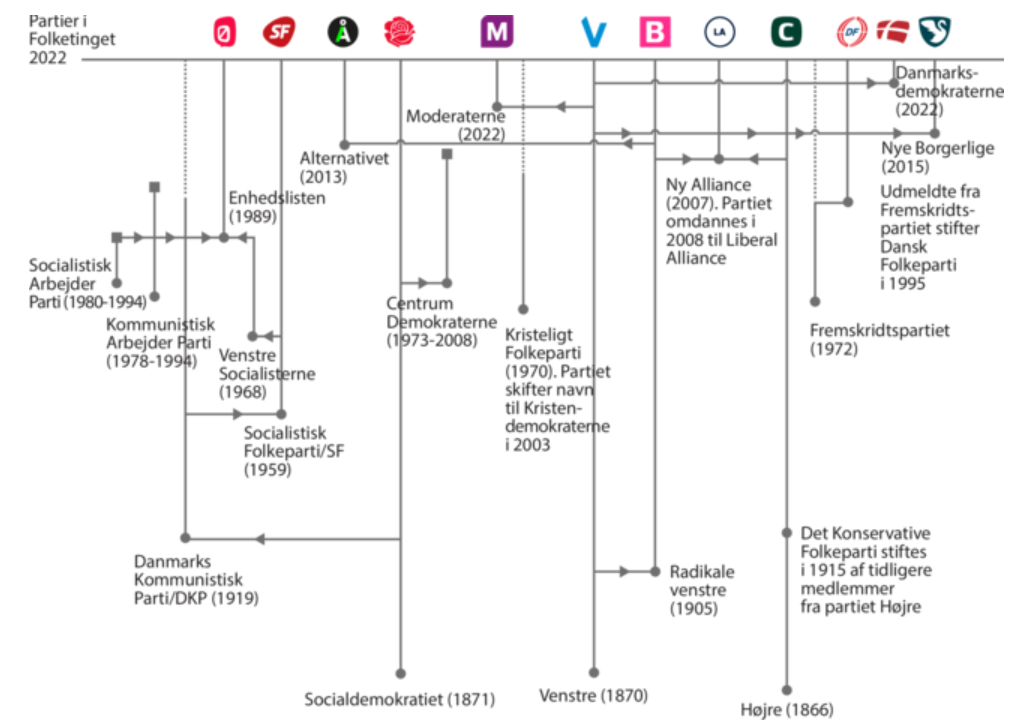 Partier i
Folketinget
2022
Ø
SF
Å
M
V
B
LA
C
DF
Danmarks-
demokraterne
(2022)
Moderaterne
(2022)
Nye Borgerlige
(2015)
Alternativet
(2013)
Ny Alliance
(2007). Partiet
omdannes i
2008 til Liberal
Alliance
Udmeldte fra
Fremskridts-
partiet stifter
Dansk
Folkeparti
i 1995
Enhedslisten
(1989)
Socialistisk
Arbejder
Parti (1980-1994)
Kommunistisk
Arbejder Parti
(1978-1994)
Centrum
Demokraterne
(1973-2008)
Kristeligt
Folkeparti
(1970). Partiet
skifter navn
til Kristen-
demokraterne
i 2003
Fremskridtspartiet
(1972)
Venstre
Socialisterne
(1968)
Socialistisk
Folkeparti/SF
(1959)
Danmarks
Kommunistisk
Parti/DKP (1919)
Det Konservative
Folkeparti stiftes
i 1915 af tidligere
medlemmer
fra partiet Højre
Radikale
venstre
(1905)
Socialdemokratiet (1871)
Venstre (1870)
Højre (1866)